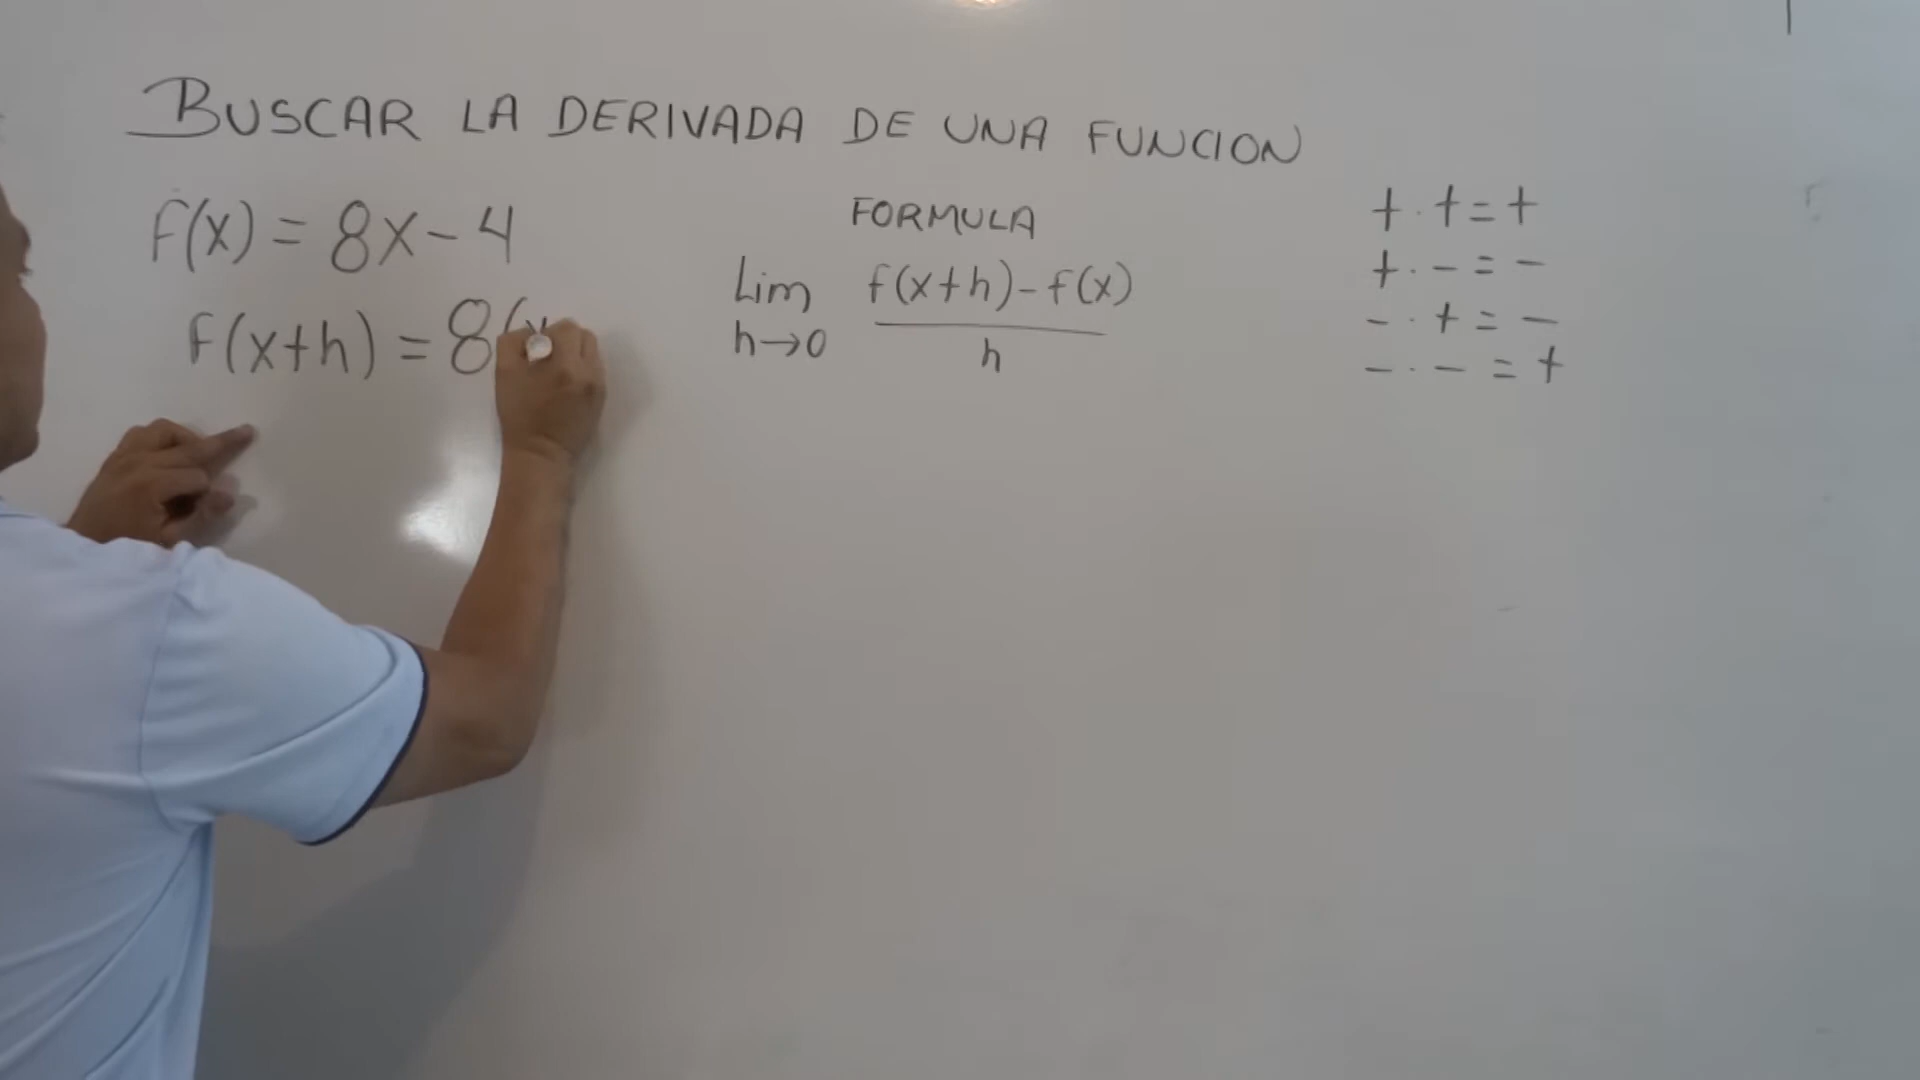 BUSCAR LA DERIVADA DE UNA FUNCION
f(x) = 8x - 4
f(x+h) = 8(x
FORMULA
Lim f(x+h) - f(x)
h→0 h
+ · + = +
+ · - = -
- · + = -
- · - = +